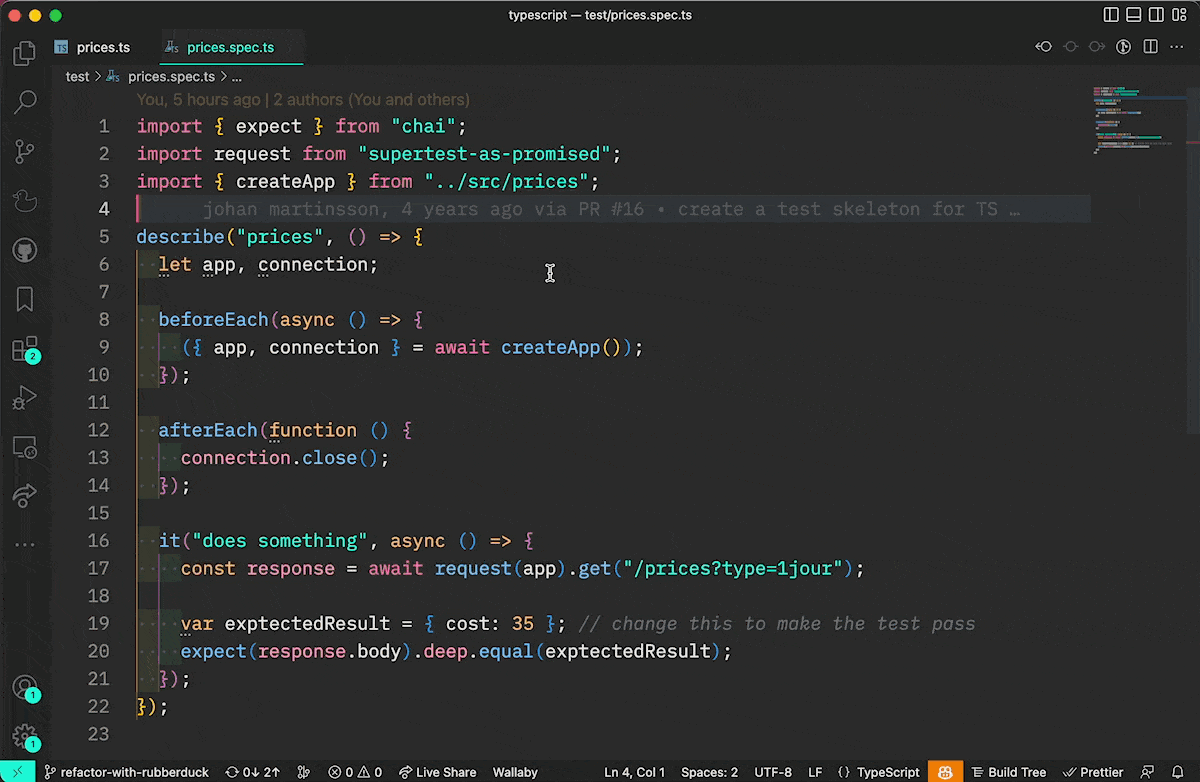 typescript — test/prices.spec.ts
TS prices.ts
TS prices.spec.ts
test > TS prices.spec.ts > ...
You, 5 hours ago | 2 authors (You and others)
1 import { expect } from "chai";
2 import request from "supertest-as-promised";
3 import { createApp } from "../src/prices";
4 johan martinsson, 4 years ago via PR #16 • create a test skeleton for TS …
5 describe("prices", () => {
6 let app, connection;
7
8 beforeEach(async () => {
9 ({ app, connection } = await createApp());
10 });
11
12 afterEach(function () {
13 connection.close();
14 });
15
16 it("does something", async () => {
17 const response = await request(app).get("/prices?type=1jour");
18
19 var exptectedResult = { cost: 35 }; // change this to make the test pass
20 expect(response.body).deep.equal(exptectedResult);
21 });
22 });
23
2
1
1
refactor-with-rubberduck 0↓ 2↑ 0 0 Live Share Wallaby Ln 4, Col 1 Spaces: 2 UTF-8 LF {} TypeScript Build Tree Prettier